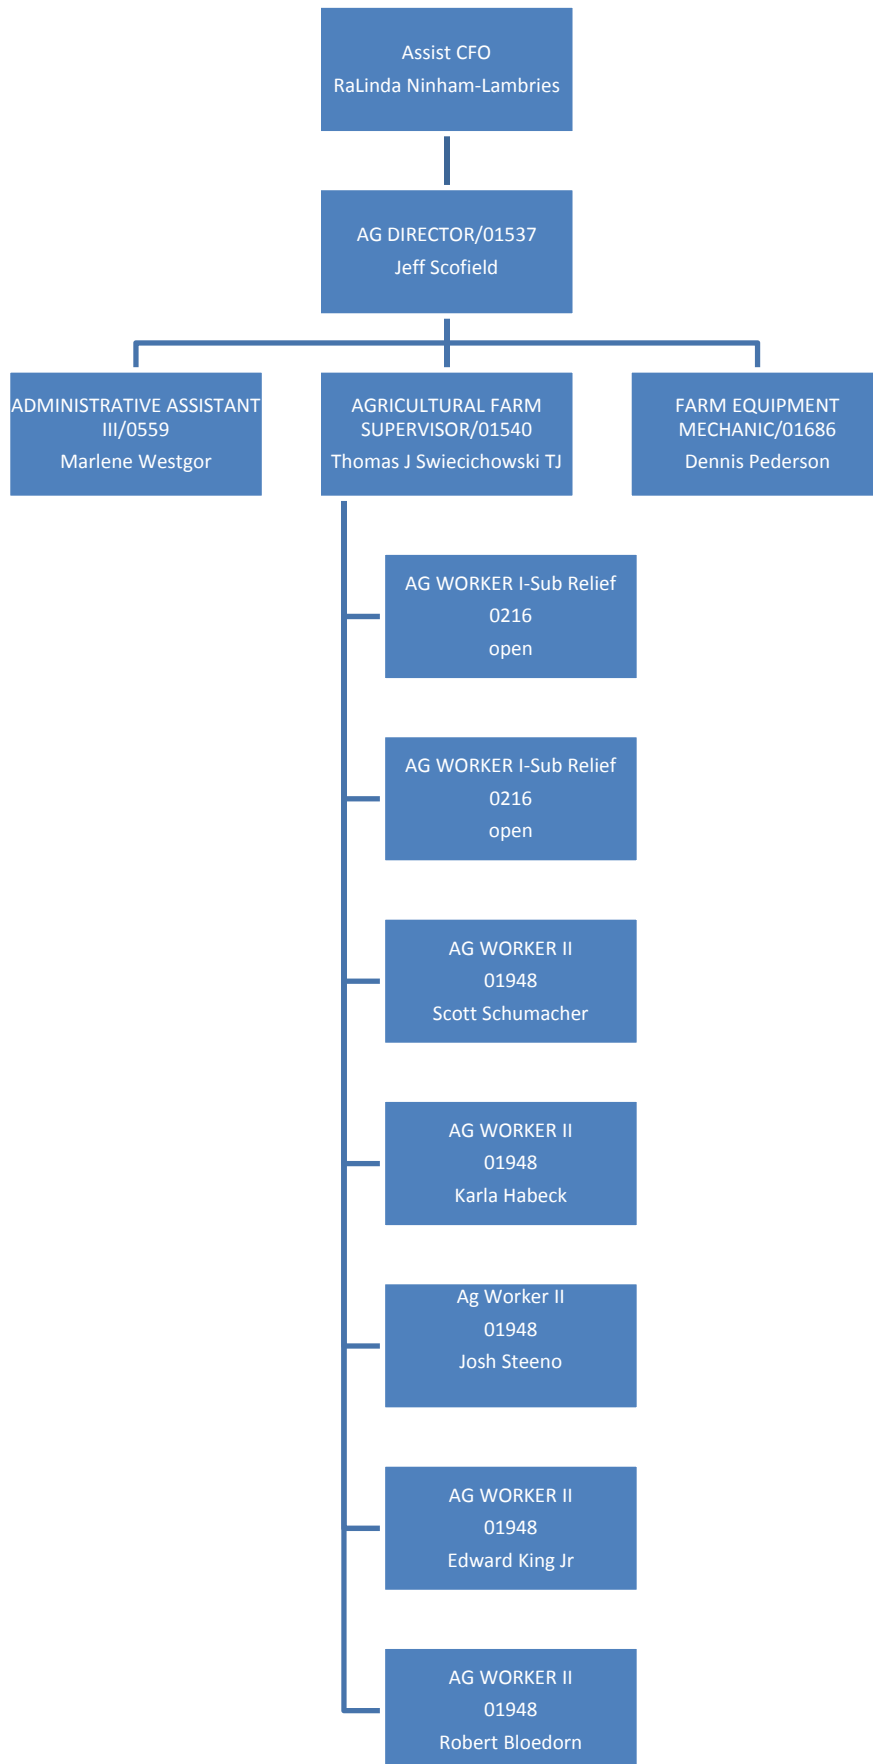 Assist CFO
RaLinda Ninham-Lambries
AG DIRECTOR/01537
Jeff Scofield
ADMINISTRATIVE ASSISTANT
III/0559
Marlene Westgor
AGRICULTURAL FARM
SUPERVISOR/01540
Thomas J Swiecichowski TJ
FARM EQUIPMENT
MECHANIC/01686
Dennis Pederson
AG WORKER I-Sub Relief
0216
open
AG WORKER I-Sub Relief
0216
open
AG WORKER II
01948
Scott Schumacher
AG WORKER II
01948
Karla Habeck
Ag Worker II
01948
Josh Steeno
AG WORKER II
01948
Edward King Jr
AG WORKER II
01948
Robert Bloedorn